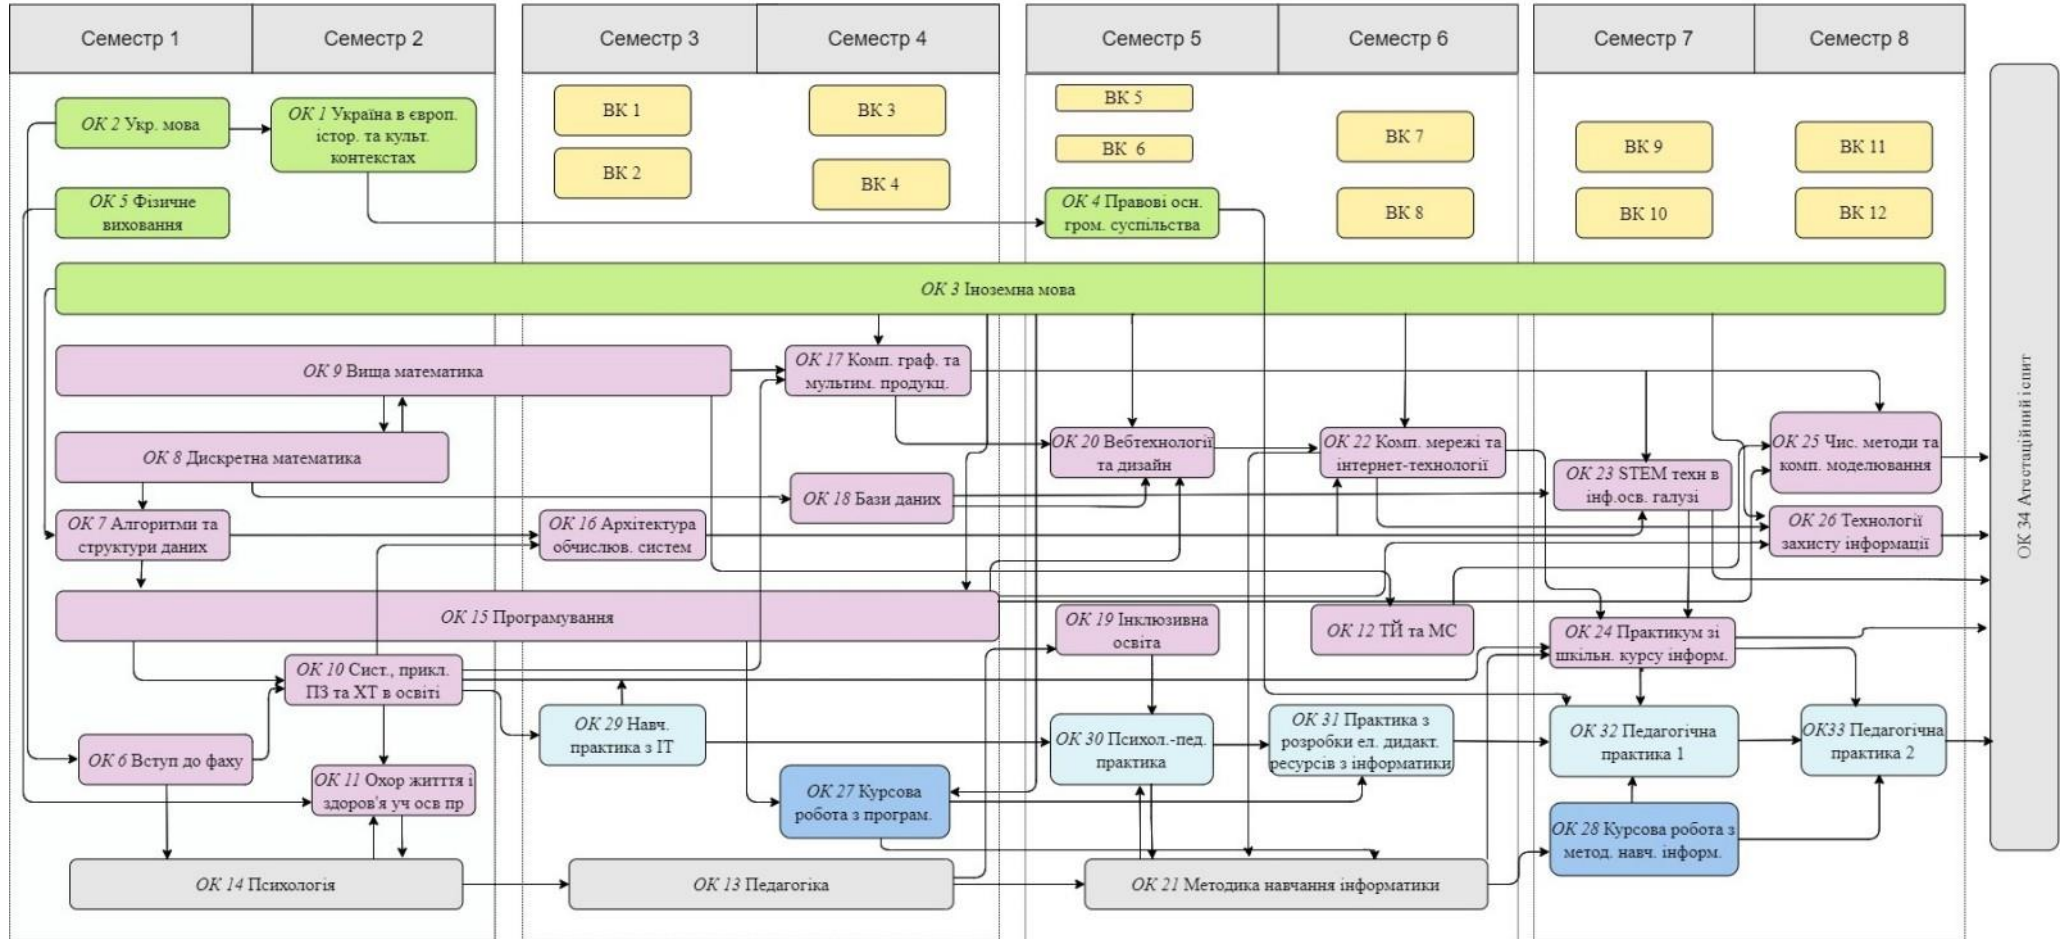 Семестр 1
Семестр 2
Семестр 3
Семестр 4
Семестр 5
Семестр 6
Семестр 7
Семестр 8
ОК 2 Укр. мова
ОК 1 Україна в європ.
істор. та культ.
контекстах
ВК 1
ВК 2
ВК 3
ВК 4
ВК 5
ВК 6
ВК 7
ВК 8
ВК 9
ВК 10
ВК 11
ВК 12
ОК 5 Фізичне
виховання
ОК 4 Правові осн.
гром. суспільства
ОК 3 Іноземна мова
ОК 9 Вища математика
ОК 17 Комп. граф. та
мультим. продукц.
ОК 8 Дискретна математика
ОК 18 Бази даних
ОК 20 Вебтехнології
та дизайн
ОК 22 Комп. мережі та
інтернет-технології
ОК 23 STEM техн в
інф.осв. галузі
ОК 25 Чис. методи та
комп. моделювання
ОК 7 Алгоритми та
структури даних
ОК 16 Архітектура
обчислюв. систем
ОК 26 Технології
захисту інформації
ОК 15 Програмування
ОК 19 Інклюзивна
освіта
ОК 12 ТЙ та МС
ОК 24 Практикум зі
шкільн. курсу інформ.
ОК 10 Сист., прикл.
ПЗ та ХТ в освіті
ОК 29 Навч.
практика з ІТ
ОК 30 Психол.-пед.
практика
ОК 31 Практика з
розробки ел. дидакт.
ресурсів з інформатики
ОК 32 Педагогічна
практика 1
ОК33 Педагогічна
практика 2
ОК 6 Вступ до фаху
ОК 11 Охор житття і
здоров'я уч осв пр
ОК 27 Курсова
робота з програм.
ОК 28 Курсова робота з
метод. навч. інформ.
ОК 14 Психологія
ОК 13 Педагогіка
ОК 21 Методика навчання інформатики
ОК 34 Атестаційний іспит